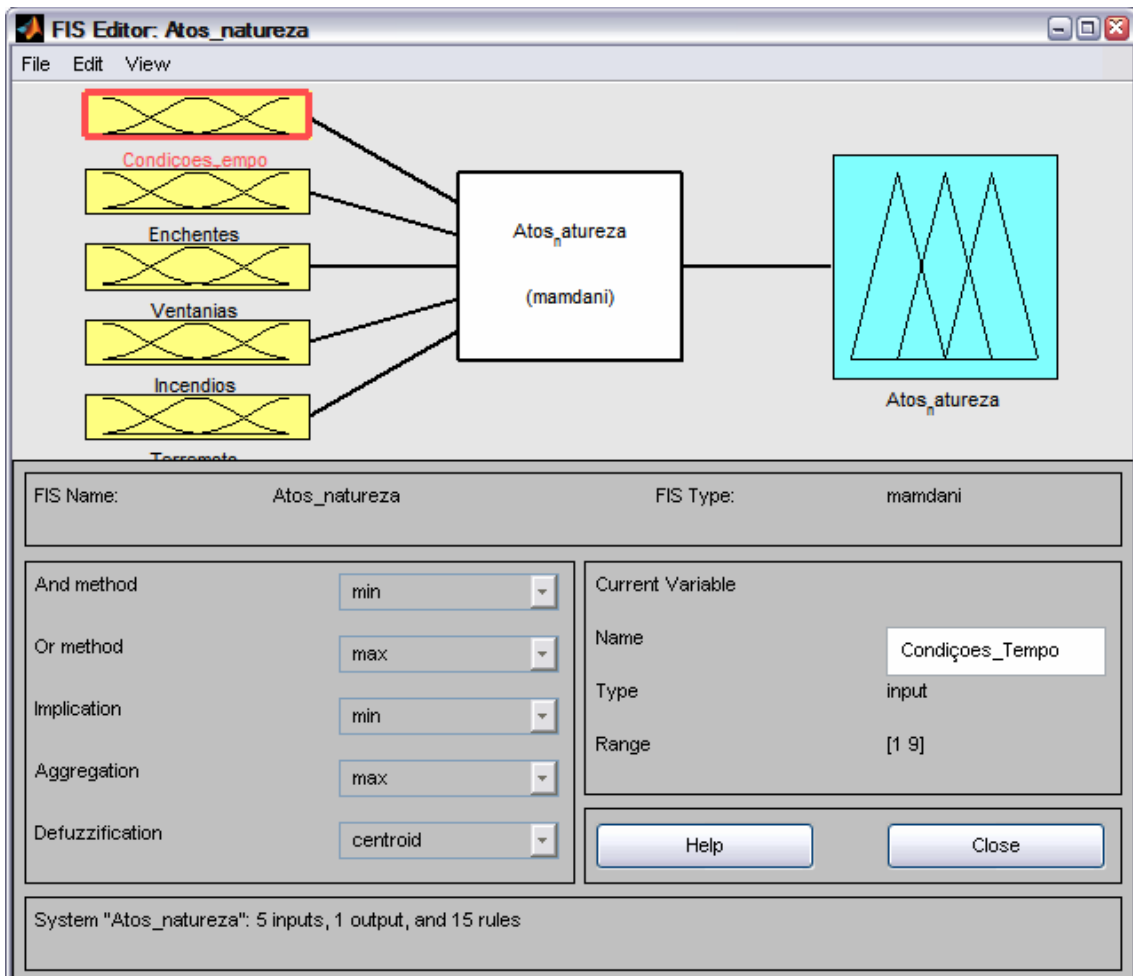 FIS Editor: Atos_natureza
File Edit View
Condiçoes_tempo
Enchentes
Ventanias
Incendios
Terremoto
Atos_natureza
(mamdani)
Atos_natureza
FIS Name: Atos_natureza FIS Type: mamdani
And method min
Or method max
Implication min
Aggregation max
Defuzzification centroid
Current Variable
Name Condiçoes_Tempo
Type input
Range [1 9]
Help Close
System "Atos_natureza": 5 inputs, 1 output, and 15 rules